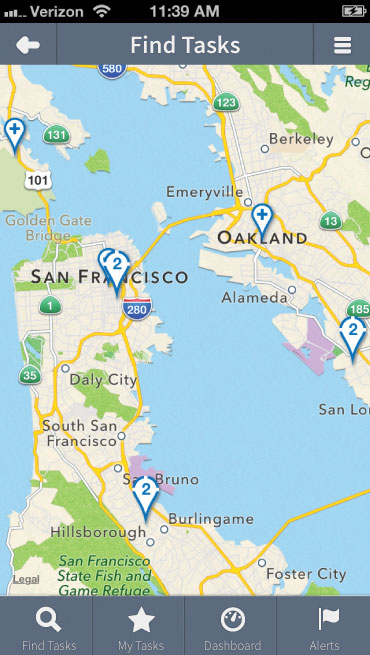 Verizon 11:39 AM
Find Tasks
580
123
131
Berkeley
101
Emeryville
Golden Gate
Bridge
13
OAKLAND
SAN FRANCISCO
2
Alameda
1
280
185
2
35
Daly City
San Lo
South San
Francisco
San Bruno
2
Burlingame
Hillsborough
San Francisco
State Fish and
Game Refuge
Foster City
Legal
Find Tasks My Tasks Dashboard Alerts